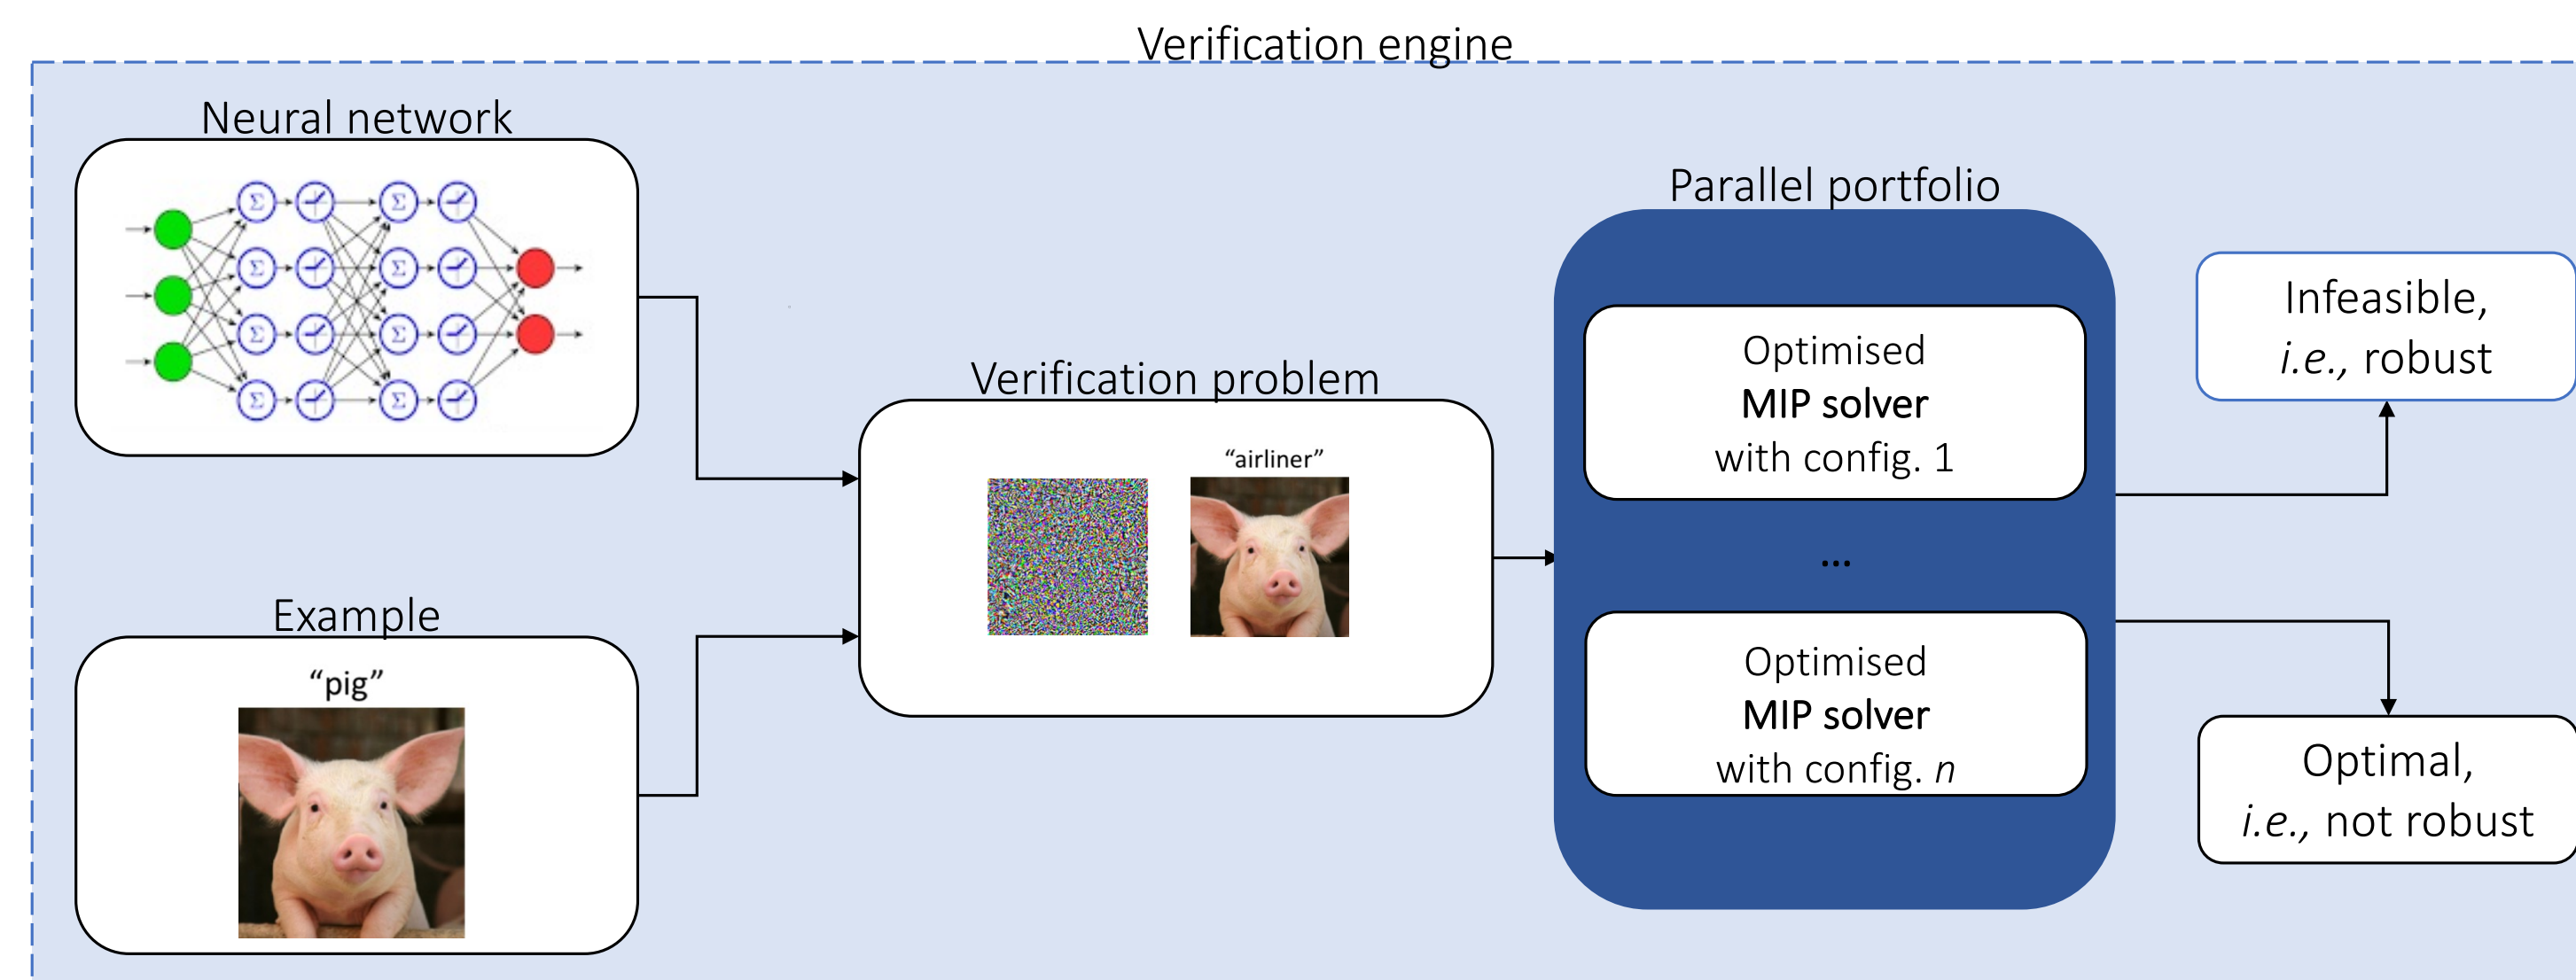 Verification engine
Neural network
Σ Σ
Σ Σ
Σ Σ
Σ Σ
Example
“pig”
Verification problem
“airliner”
Parallel portfolio
Optimised
MIP solver
with config. 1
...
Optimised
MIP solver
with config. n
Infeasible,
i.e., robust
Optimal,
i.e., not robust